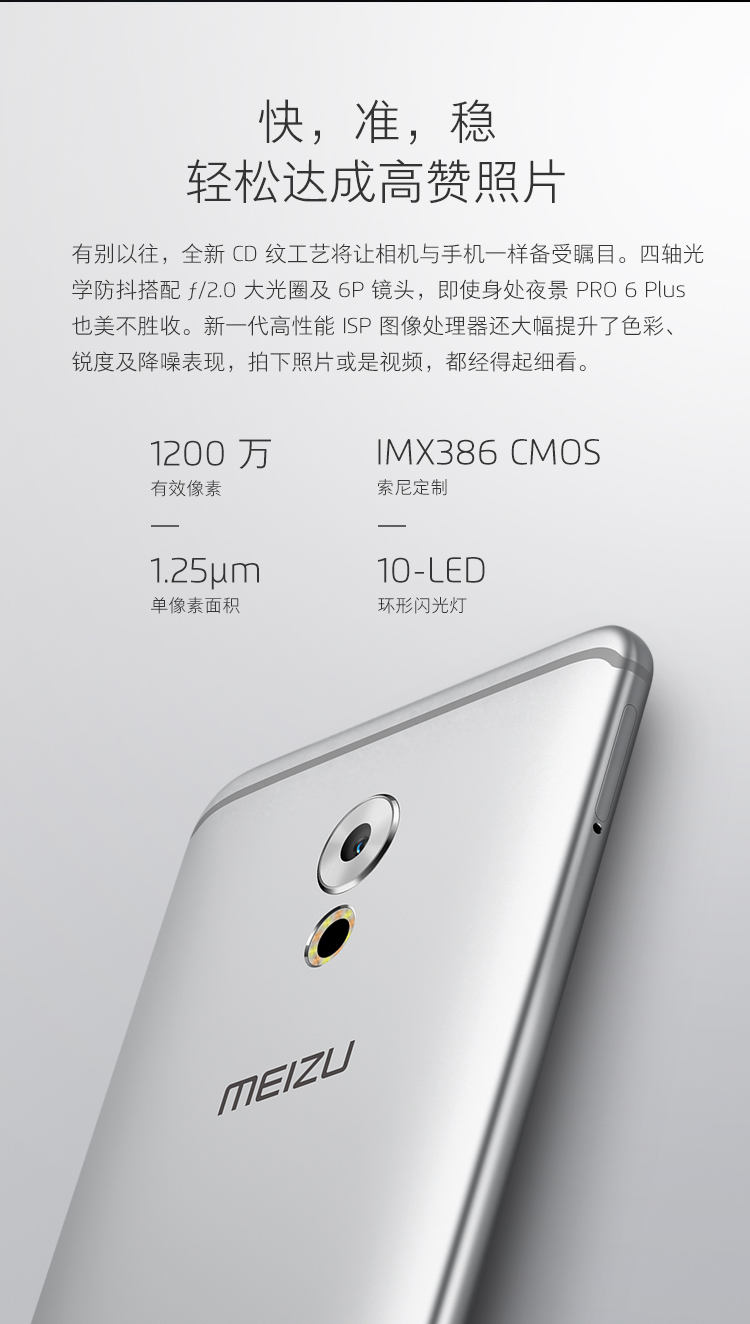 快，准，稳
轻松达成高赞照片
有别以往，全新 CD 纹工艺将让相机与手机一样备受瞩目。四轴光
学防抖搭配 ƒ/2.0 大光圈及 6P 镜头，即使身处夜景 PRO 6 Plus
也美不胜收。新一代高性能 ISP 图像处理器还大幅提升了色彩、
锐度及降噪表现，拍下照片或是视频，都经得起细看。
1200 万
有效像素
IMX386 CMOS
索尼定制
1.25μm
单像素面积
10-LED
环形闪光灯
MEIZU